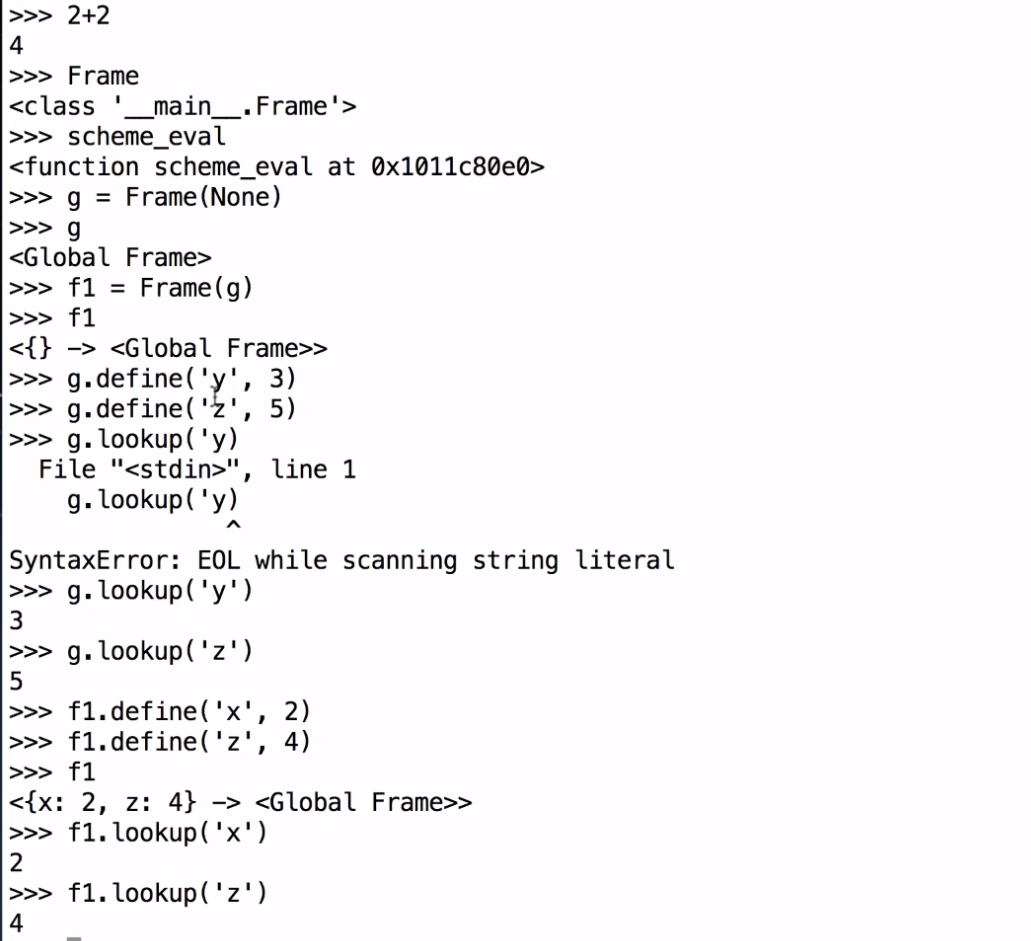 >>> 2+2
4
>>> Frame
<class '__main__.Frame'>
>>> scheme_eval
<function scheme_eval at 0x1011c80e0>
>>> g = Frame(None)
>>> g
<Global Frame>
>>> f1 = Frame(g)
>>> f1
<{} -> <Global Frame>>
>>> g.define('y', 3)
>>> g.define('z', 5)
>>> g.lookup('y)
  File "<stdin>", line 1
    g.lookup('y)
               ^
SyntaxError: EOL while scanning string literal
>>> g.lookup('y')
3
>>> g.lookup('z')
5
>>> f1.define('x', 2)
>>> f1.define('z', 4)
>>> f1
<{x: 2, z: 4} -> <Global Frame>>
>>> f1.lookup('x')
2
>>> f1.lookup('z')
4